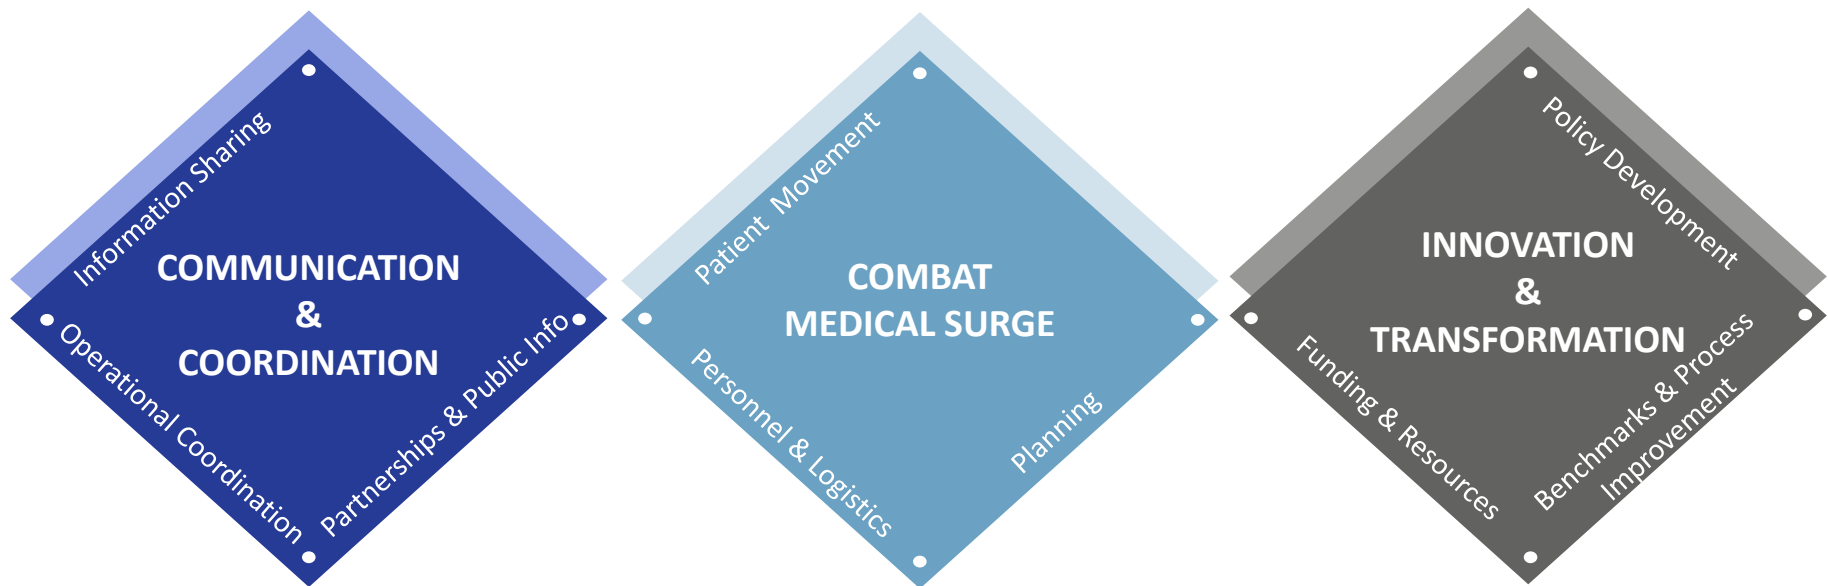 Information Sharing
COMMUNICATION
&
COORDINATION
Operational Coordination
Partnerships & Public Info
Patient Movement
COMBAT
MEDICAL SURGE
Personnel & Logistics
Planning
Policy Development
INNOVATION
&
TRANSFORMATION
Funding & Resources
Benchmarks & Process
Improvement